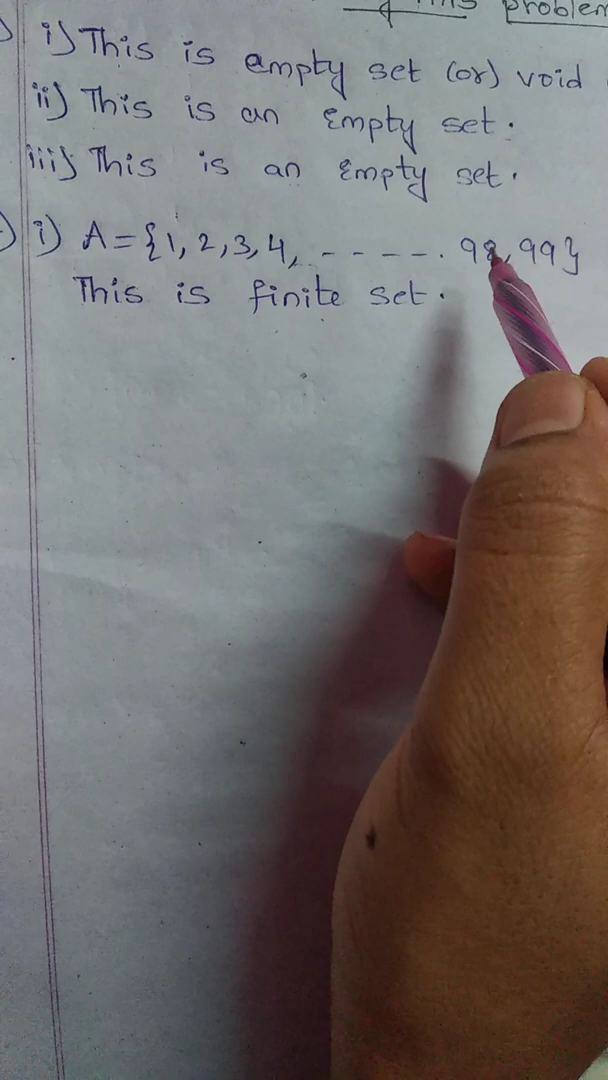 this problem
i) This is empty set (or) void
ii) This is an Empty set.
iii) This is an Empty set.
i) A={1,2,3,4, - - - - . 98,99}
This is finite set.